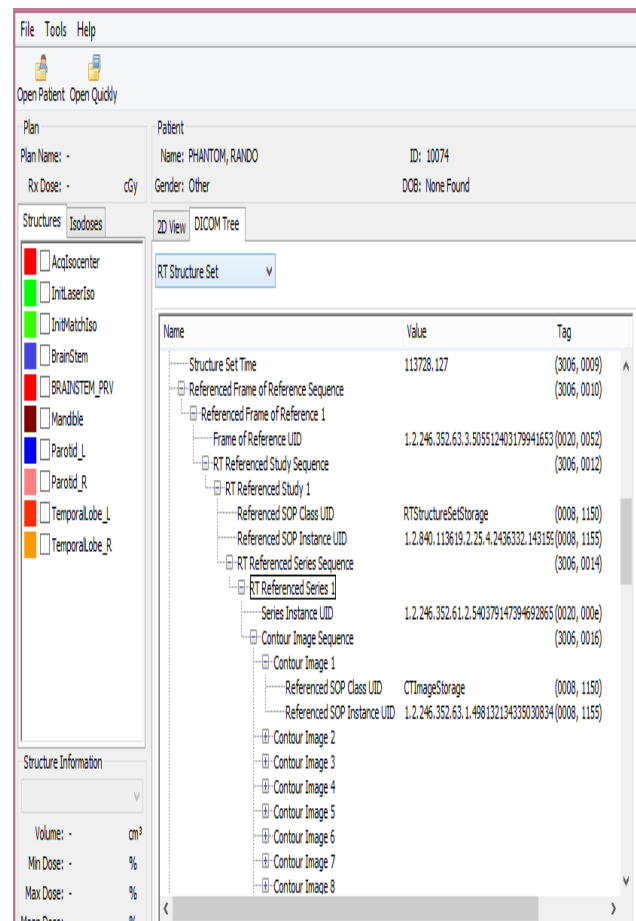 File Tools Help
Open Patient Open Quickly
Plan
Plan Name: -
Rx Dose: - cGy
Patient
Name: PHANTOM, RANDO ID: 10074
Gender: Other DOB: None Found
Structures Isodoses
AcqIsocenter
InitLaserIso
InitMatchIso
BrainStem
BRAINSTEM_PRV
Mandble
Parotid_L
Parotid_R
TemporalLobe_L
TemporalLobe_R
Structure Information
Volume: - cm³
Min Dose: - %
Max Dose: - %
2D View DICOM Tree
RT Structure Set
Name Value Tag
Structure Set Time 113728.127 (3006, 0009)
Referenced Frame of Reference Sequence (3006, 0010)
Referenced Frame of Reference 1
Frame of Reference UID 1.2.246.352.63.3.505512403179941653 (0020, 0052)
RT Referenced Study Sequence (3006, 0012)
RT Referenced Study 1
Referenced SOP Class UID RTStructureSetStorage (0008, 1150)
Referenced SOP Instance UID 1.2.840.113619.2.25.4.2436332.14315 (0008, 1155)
RT Referenced Series Sequence (3006, 0014)
RT Referenced Series 1
Series Instance UID 1.2.246.352.61.2.540379147394692865 (0020, 000e)
Contour Image Sequence (3006, 0016)
Contour Image 1
Referenced SOP Class UID CTImageStorage (0008, 1150)
Referenced SOP Instance UID 1.2.246.352.63.1.498132134335030834 (0008, 1155)
Contour Image 2
Contour Image 3
Contour Image 4
Contour Image 5
Contour Image 6
Contour Image 7
Contour Image 8